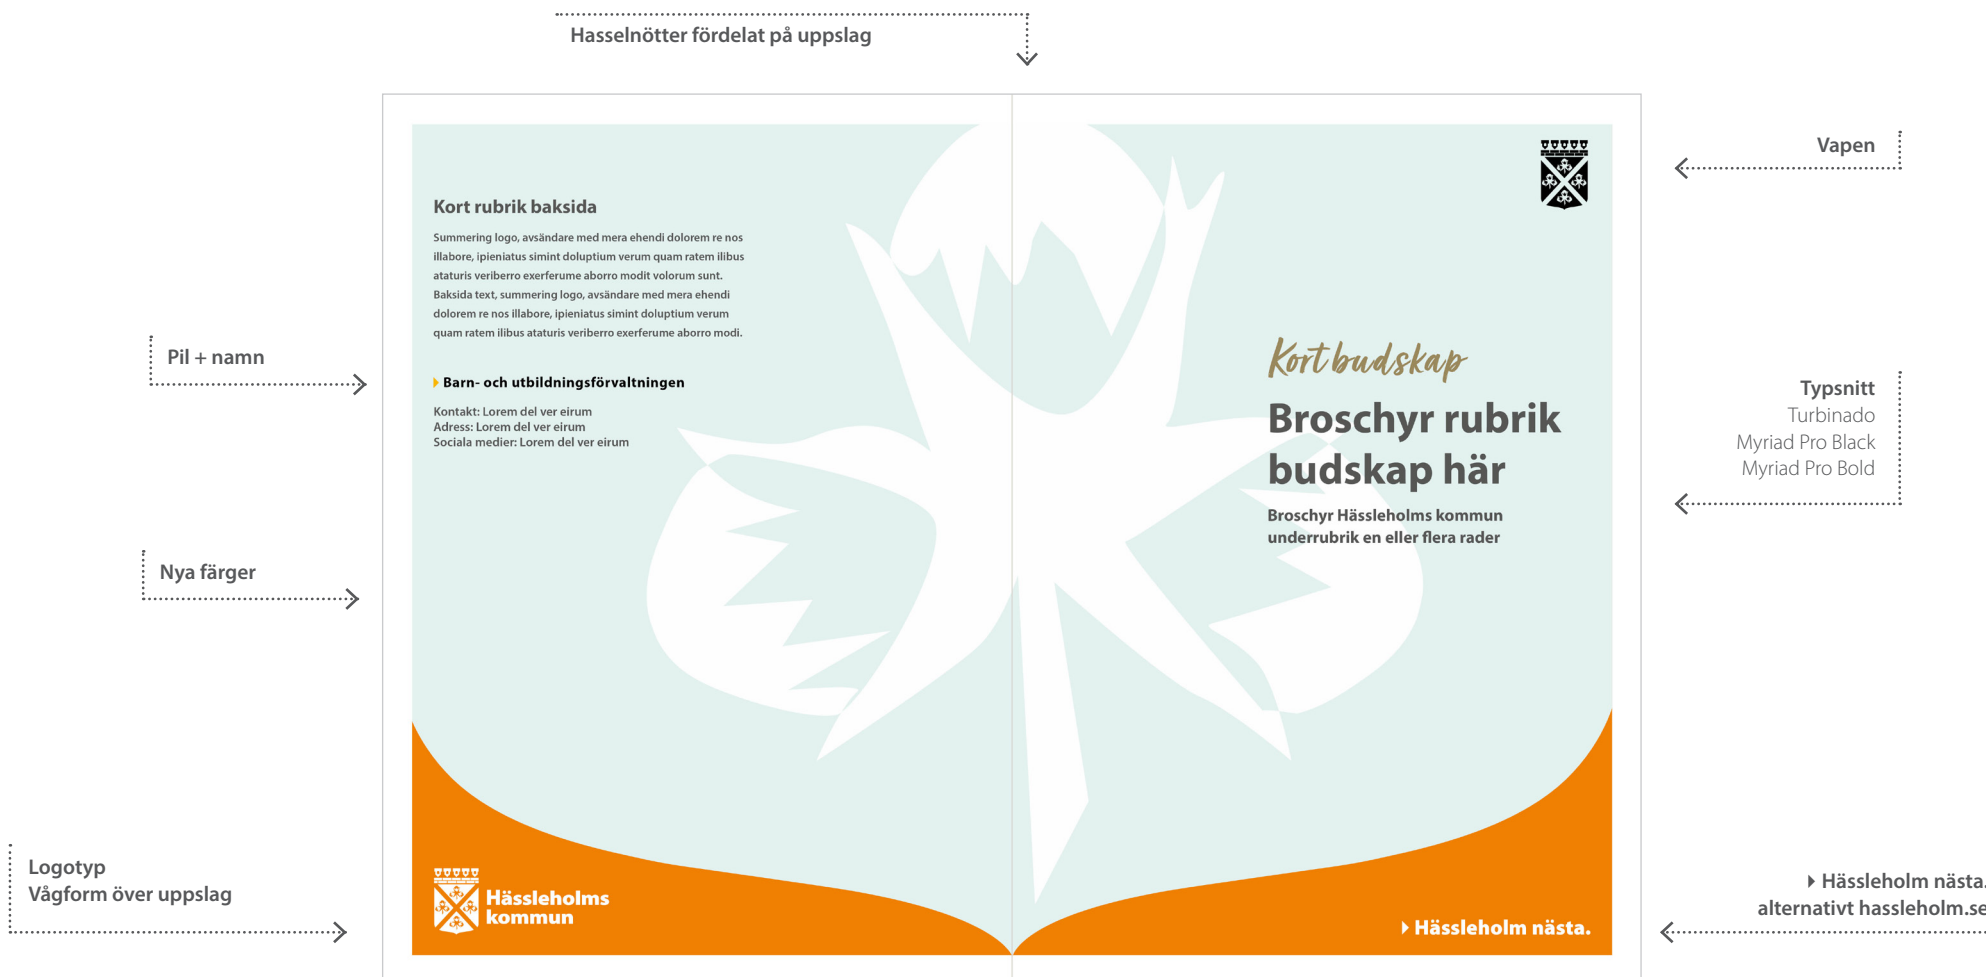 Hasselnötter fördelat på uppslag
Vapen
Kort rubrik baksida
Summering logo, avsändare med mera ehendi dolorem re nos
illabore, ipieniatus simint doluptium verum quam ratem ilibus
ataturis veriberro exerferume aborro modit volorum sunt.
Baksida text, summering logo, avsändare med mera ehendi
dolorem re nos illabore, ipieniatus simint doluptium verum
quam ratem ilibus ataturis veriberro exerferume aborro modi.
Pil + namn
Barn- och utbildningsförvaltningen
Kontakt: Lorem del ver eirum
Adress: Lorem del ver eirum
Sociala medier: Lorem del ver eirum
Kort budskap
Broschyr rubrik
budskap här
Broschyr Hässleholms kommun
underrubrik en eller flera rader
Typsnitt
Turbinado
Myriad Pro Black
Myriad Pro Bold
Nya färger
Logotyp
Vågform över uppslag
Hässleholms
kommun
Hässleholm nästa.
Hässleholm nästa.
alternativt hassleholm.se